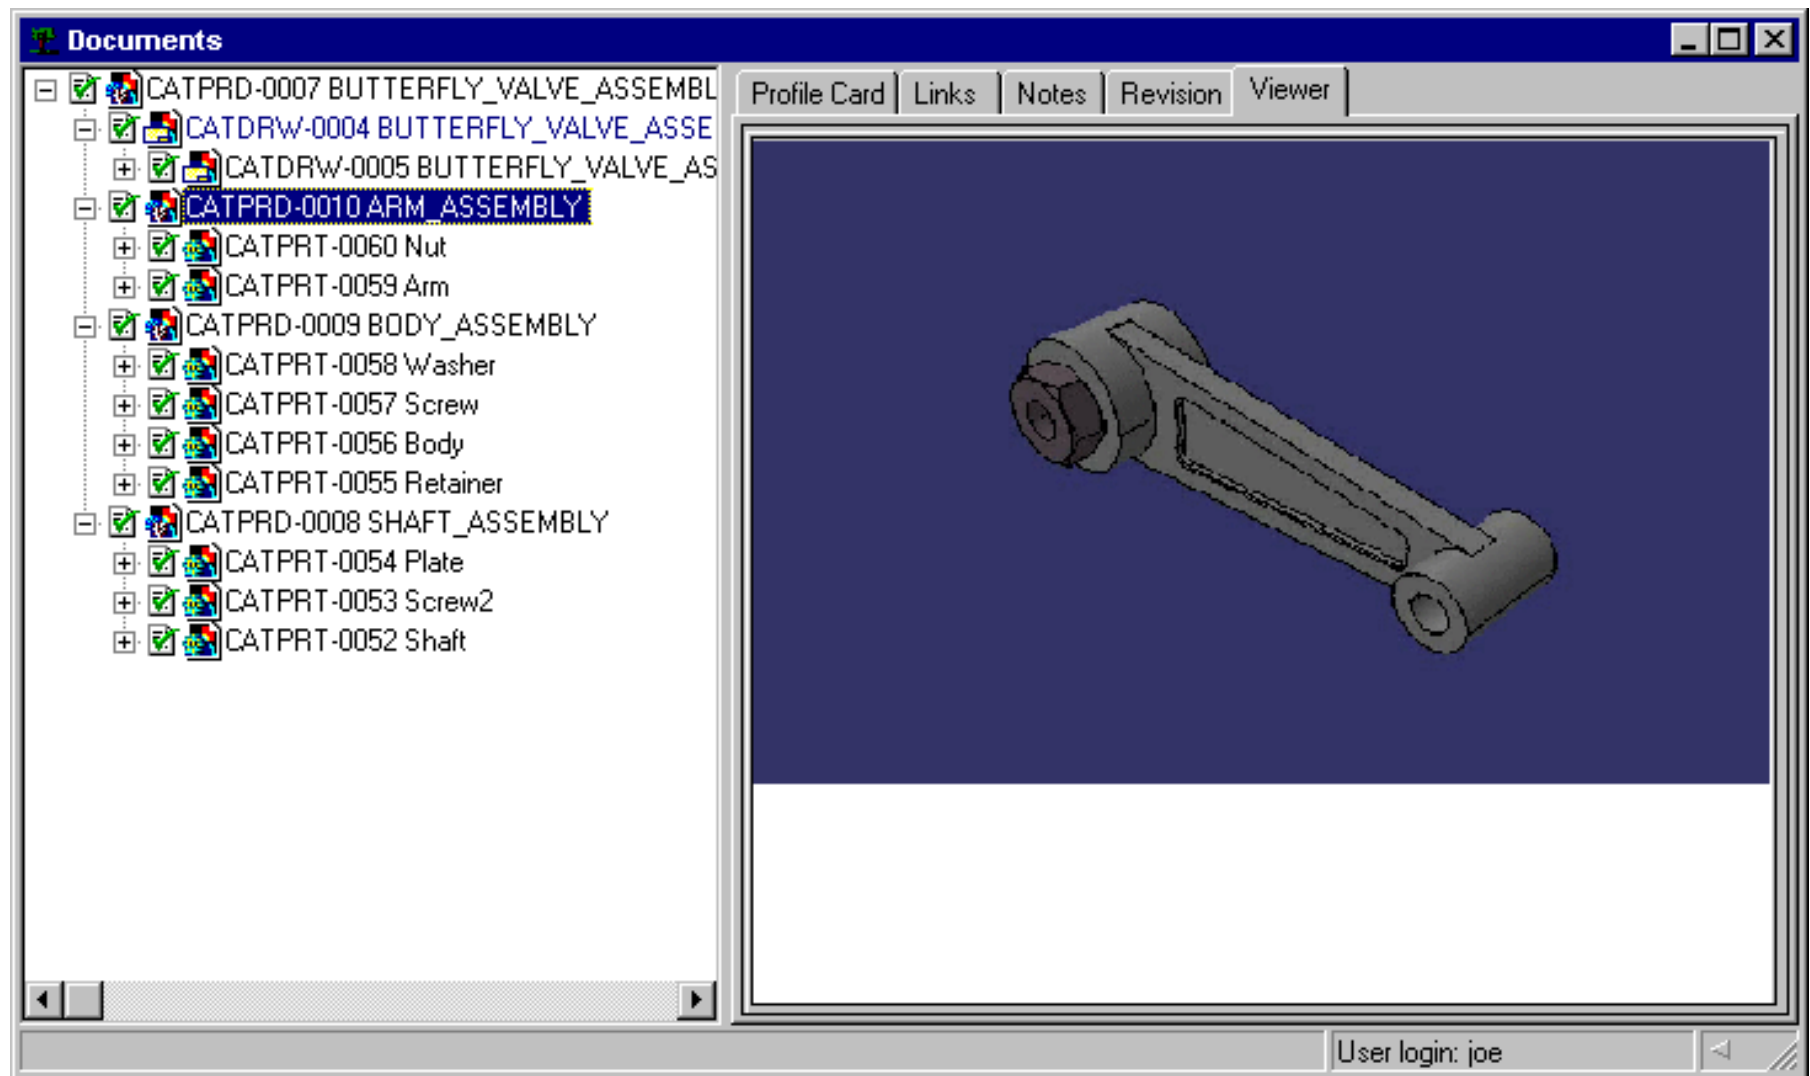 Documents
CATPRD-0007 BUTTERFLY_VALVE_ASSEMBL
CATDRW-0004 BUTTERFLY_VALVE_ASSE
CATDRW-0005 BUTTERFLY_VALVE_AS
CATPRD-0010 ARM_ASSEMBLY
CATPRT-0060 Nut
CATPRT-0059 Arm
CATPRD-0009 BODY_ASSEMBLY
CATPRT-0058 Washer
CATPRT-0057 Screw
CATPRT-0056 Body
CATPRT-0055 Retainer
CATPRD-0008 SHAFT_ASSEMBLY
CATPRT-0054 Plate
CATPRT-0053 Screw2
CATPRT-0052 Shaft
Profile Card Links Notes Revision Viewer
User login: joe